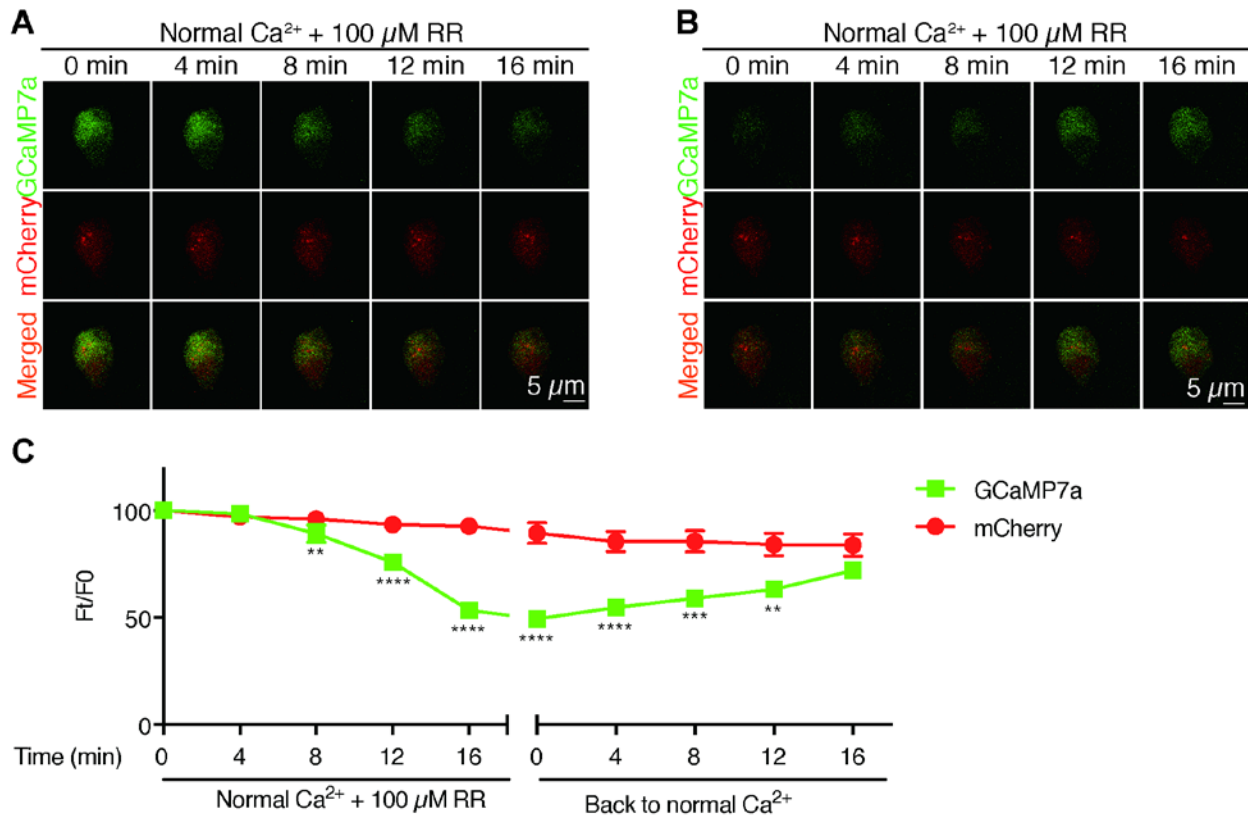 A
Normal Ca²⁺ + 100 µM RR
0 min 4 min 8 min 12 min 16 min
GCaMP7a
mCherry
Merged
5 µm
B
Normal Ca²⁺ + 100 µM RR
0 min 4 min 8 min 12 min 16 min
GCaMP7a
mCherry
Merged
5 µm
C
Ft/F0
100
50
0
** **** **** **** **** *** **
GCaMP7a
mCherry
Time (min) 0 4 8 12 16 0 4 8 12 16
Normal Ca²⁺ + 100 µM RR
Back to normal Ca²⁺